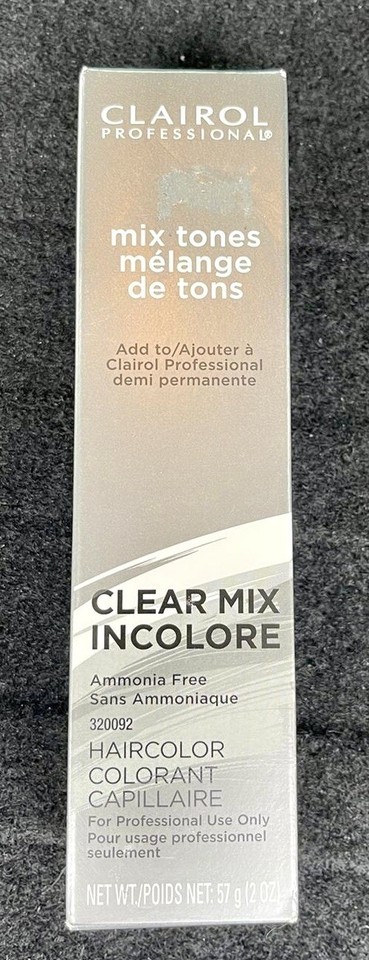 CLAIROL
PROFESSIONAL®
mix tones
mélange
de tons
Add to/Ajouter à
Clairol Professional
demi permanente
CLEAR MIX
INCOLORE
Ammonia Free
Sans Ammoniaque
320092
HAIRCOLOR
COLORANT
CAPILLAIRE
For Professional Use Only
Pour usage professionnel
seulement
NET WT./POIDS NET: 57 g (2 OZ)